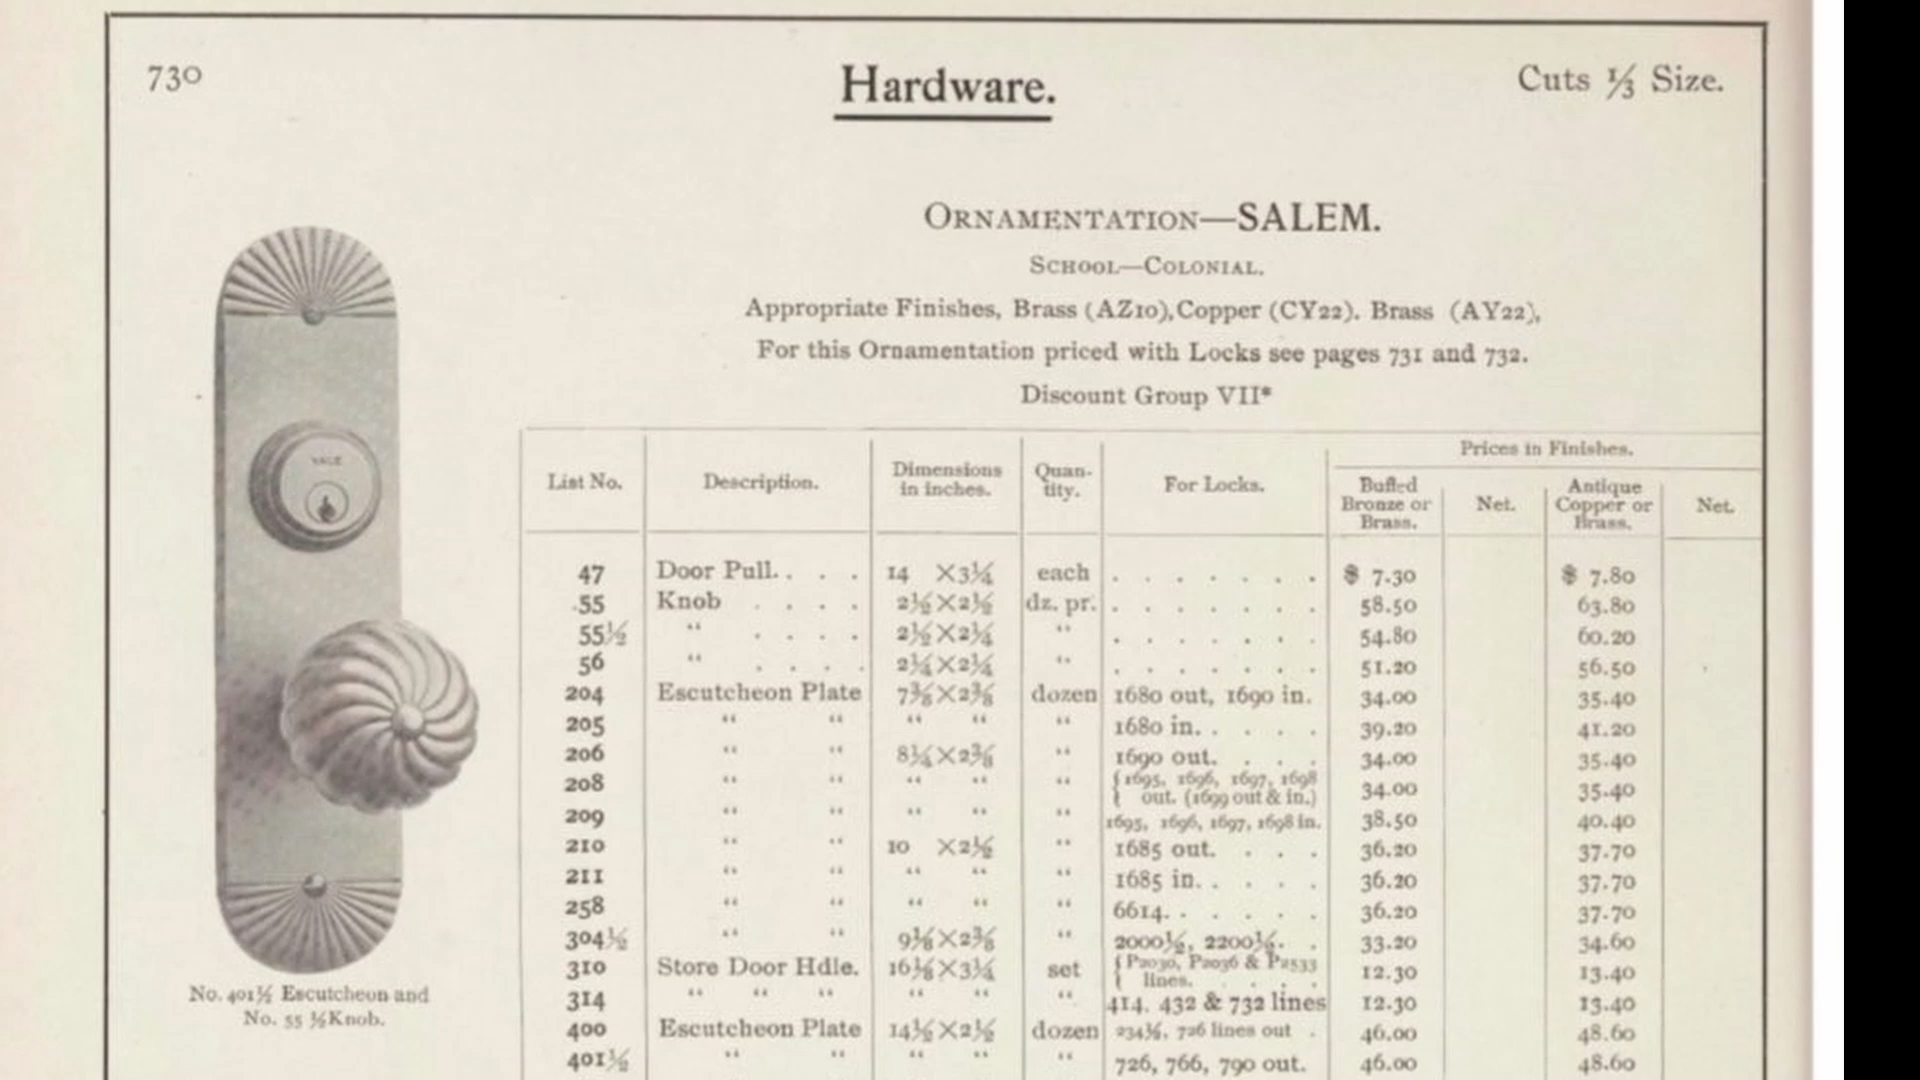 730
Hardware.
Cuts ⅓ Size.
ORNAMENTATION—SALEM.
SCHOOL—COLONIAL.
Appropriate Finishes, Brass (AZ10), Copper (CY22). Brass (AY22),
For this Ornamentation priced with Locks see pages 731 and 732.
Discount Group VII*
YALE
No. 401½ Escutcheon and
No. 55 ½ Knob.
Prices in Finishes.
List No. Description. Dimensions in inches. Quan-tity. For Locks. Buffed Bronze or Brass. Net. Antique Copper or Brass. Net.
47 Door Pull. . . . 14 ×3¼ each . . . . . . . $ 7.30 $ 7.80
55 Knob . . . . 2½×2½ dz. pr. . . . . . . . 58.50 63.80
55½ “ . . . . 2½×2¼ “ . . . . . . . 54.80 60.20
56 “ . . . . 2¼×2¼ “ . . . . . . . 51.20 56.50
204 Escutcheon Plate 7⅜×2⅜ dozen 1680 out, 1690 in. 34.00 35.40
205 “ “ “ “ “ 1680 in. . . . . 39.20 41.20
206 “ “ 8¼×2⅜ “ 1690 out. . . . 34.00 35.40
208 “ “ “ “ “ {1695, 1696, 1697, 1698 out. (1699 out & in.) 34.00 35.40
209 “ “ “ “ “ 1695, 1696, 1697, 1698 in. 38.50 40.40
210 “ “ 10 ×2½ “ 1685 out. . . . 36.20 37.70
211 “ “ “ “ “ 1685 in. . . . . 36.20 37.70
258 “ “ “ “ “ 6614. . . . . . 36.20 37.70
304½ “ “ 9⅛×2⅜ “ 2000½, 2200½. . 33.20 34.60
310 Store Door Hdle. 16⅛×3¼ set {P2030, P2036 & P2533 lines. . . . . 12.30 13.40
314 “ “ “ “ “ “ 414. 432 & 732 lines 12.30 13.40
400 Escutcheon Plate 14½×2½ dozen 234½, 726 lines out . 46.00 48.60
401½ “ “ “ “ “ 726, 766, 790 out. 46.00 48.60